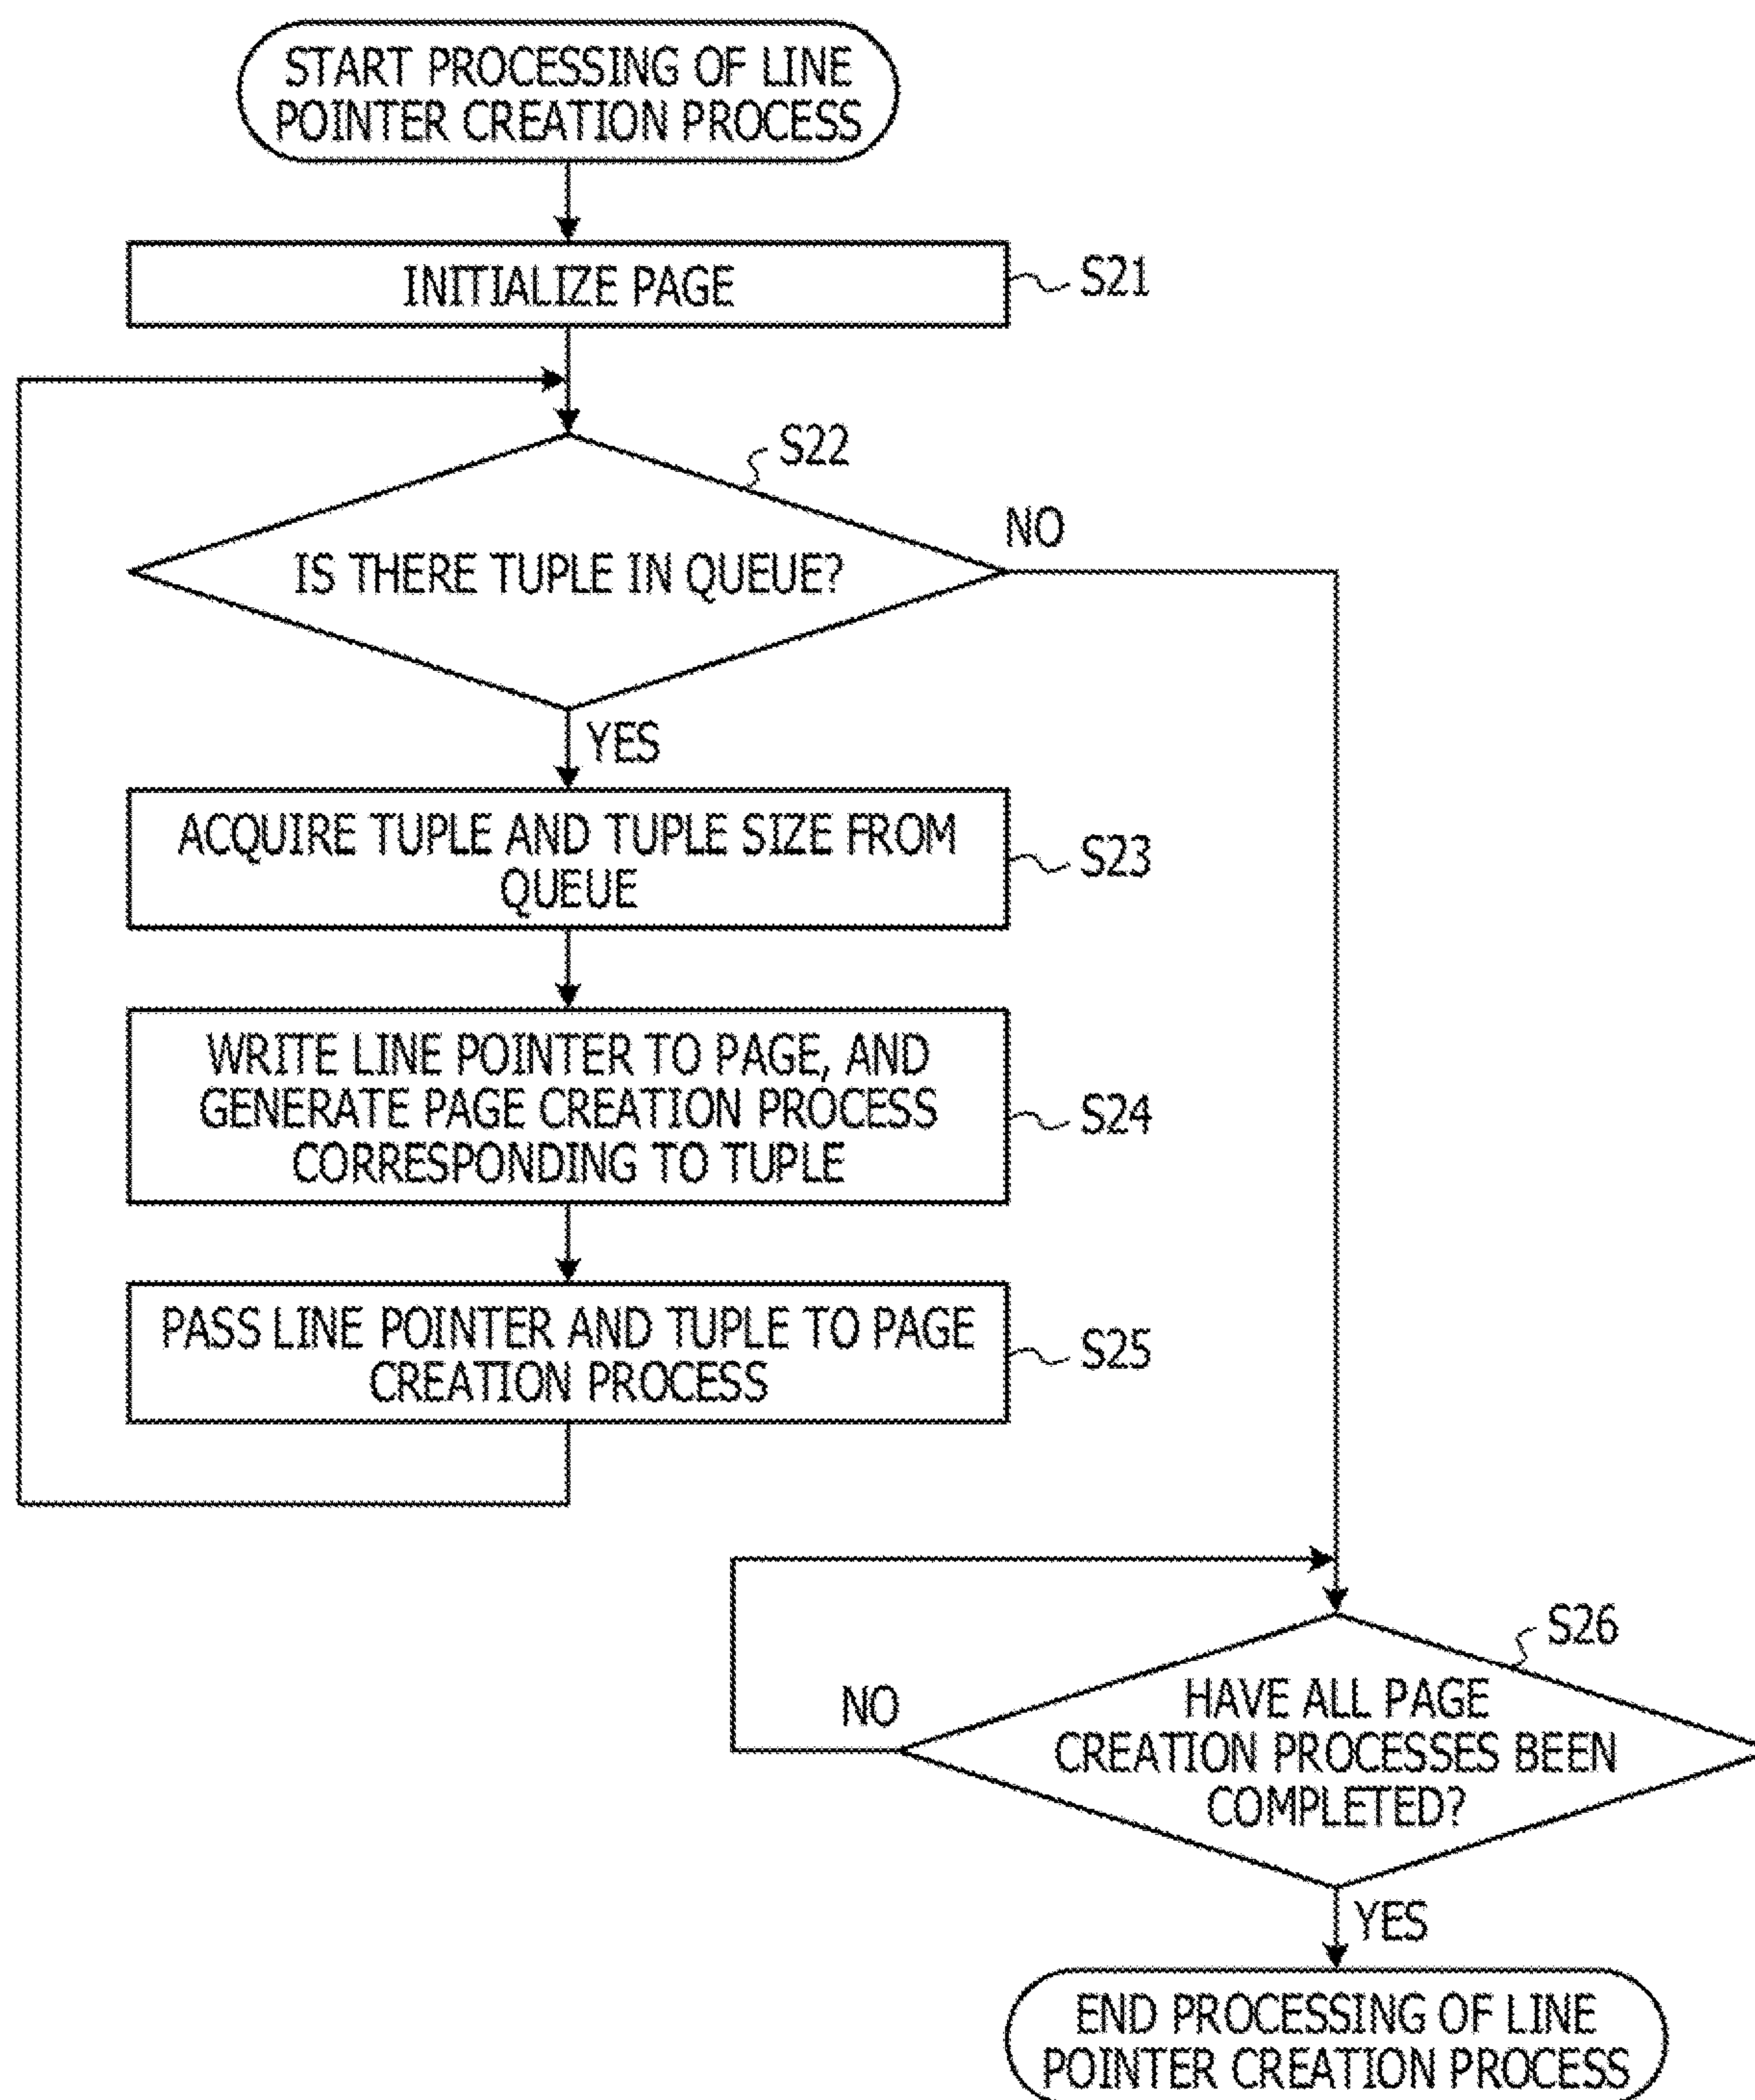 START PROCESSING OF LINE
POINTER CREATION PROCESS
INITIALIZE PAGE
S21
S22
NO
IS THERE TUPLE IN QUEUE?
YES
ACQUIRE TUPLE AND TUPLE SIZE FROM
QUEUE
S23
WRITE LINE POINTER TO PAGE, AND
GENERATE PAGE CREATION PROCESS
CORRESPONDING TO TUPLE
S24
PASS LINE POINTER AND TUPLE TO PAGE
CREATION PROCESS
S25
S26
NO
HAVE ALL PAGE
CREATION PROCESSES BEEN
COMPLETED?
YES
END PROCESSING OF LINE
POINTER CREATION PROCESS